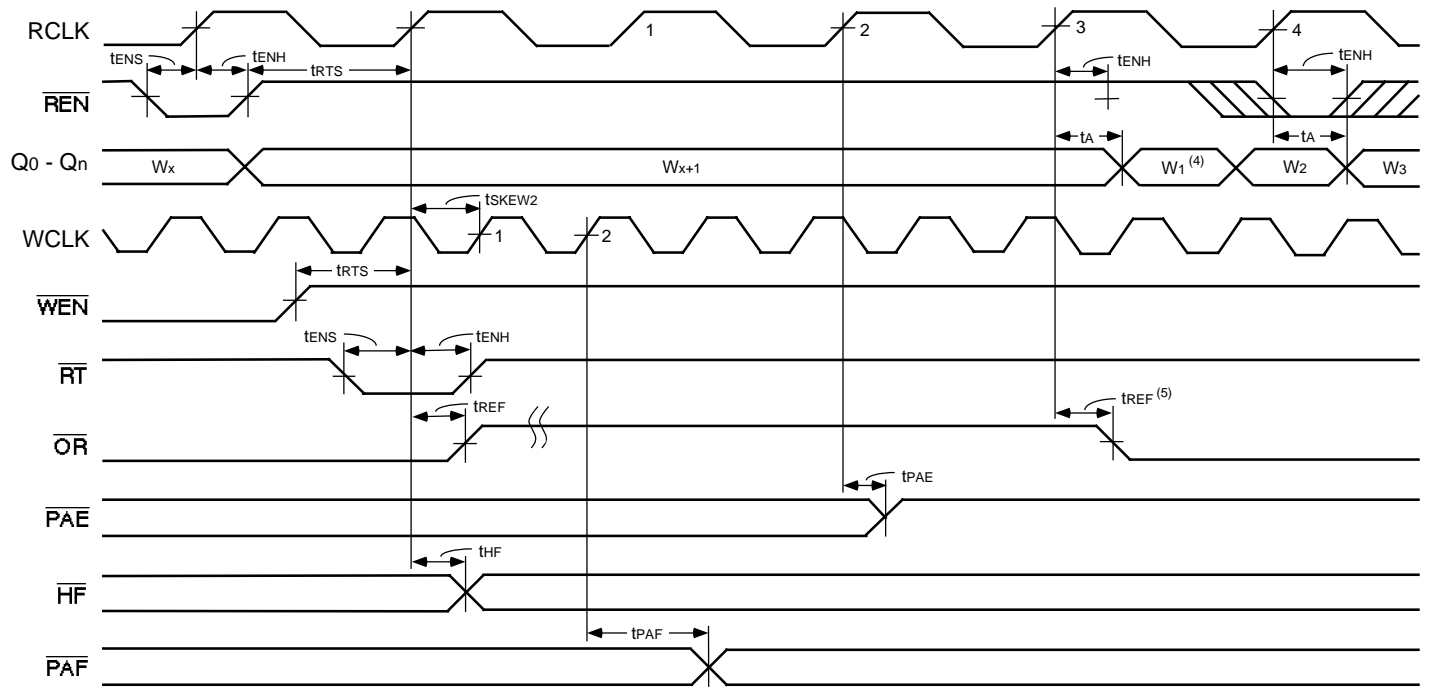 RCLK 1 2 3 4
tENS tENH tRTS tENH tENH
REN
tA tA
Q0 - Qn Wx Wx+1 W1 (4) W2 W3
tSKEW2
WCLK 1 2
tRTS
WEN
tENS tENH
RT
tREF tREF (5)
OR
tPAE
PAE
tHF
HF
tPAF
PAF